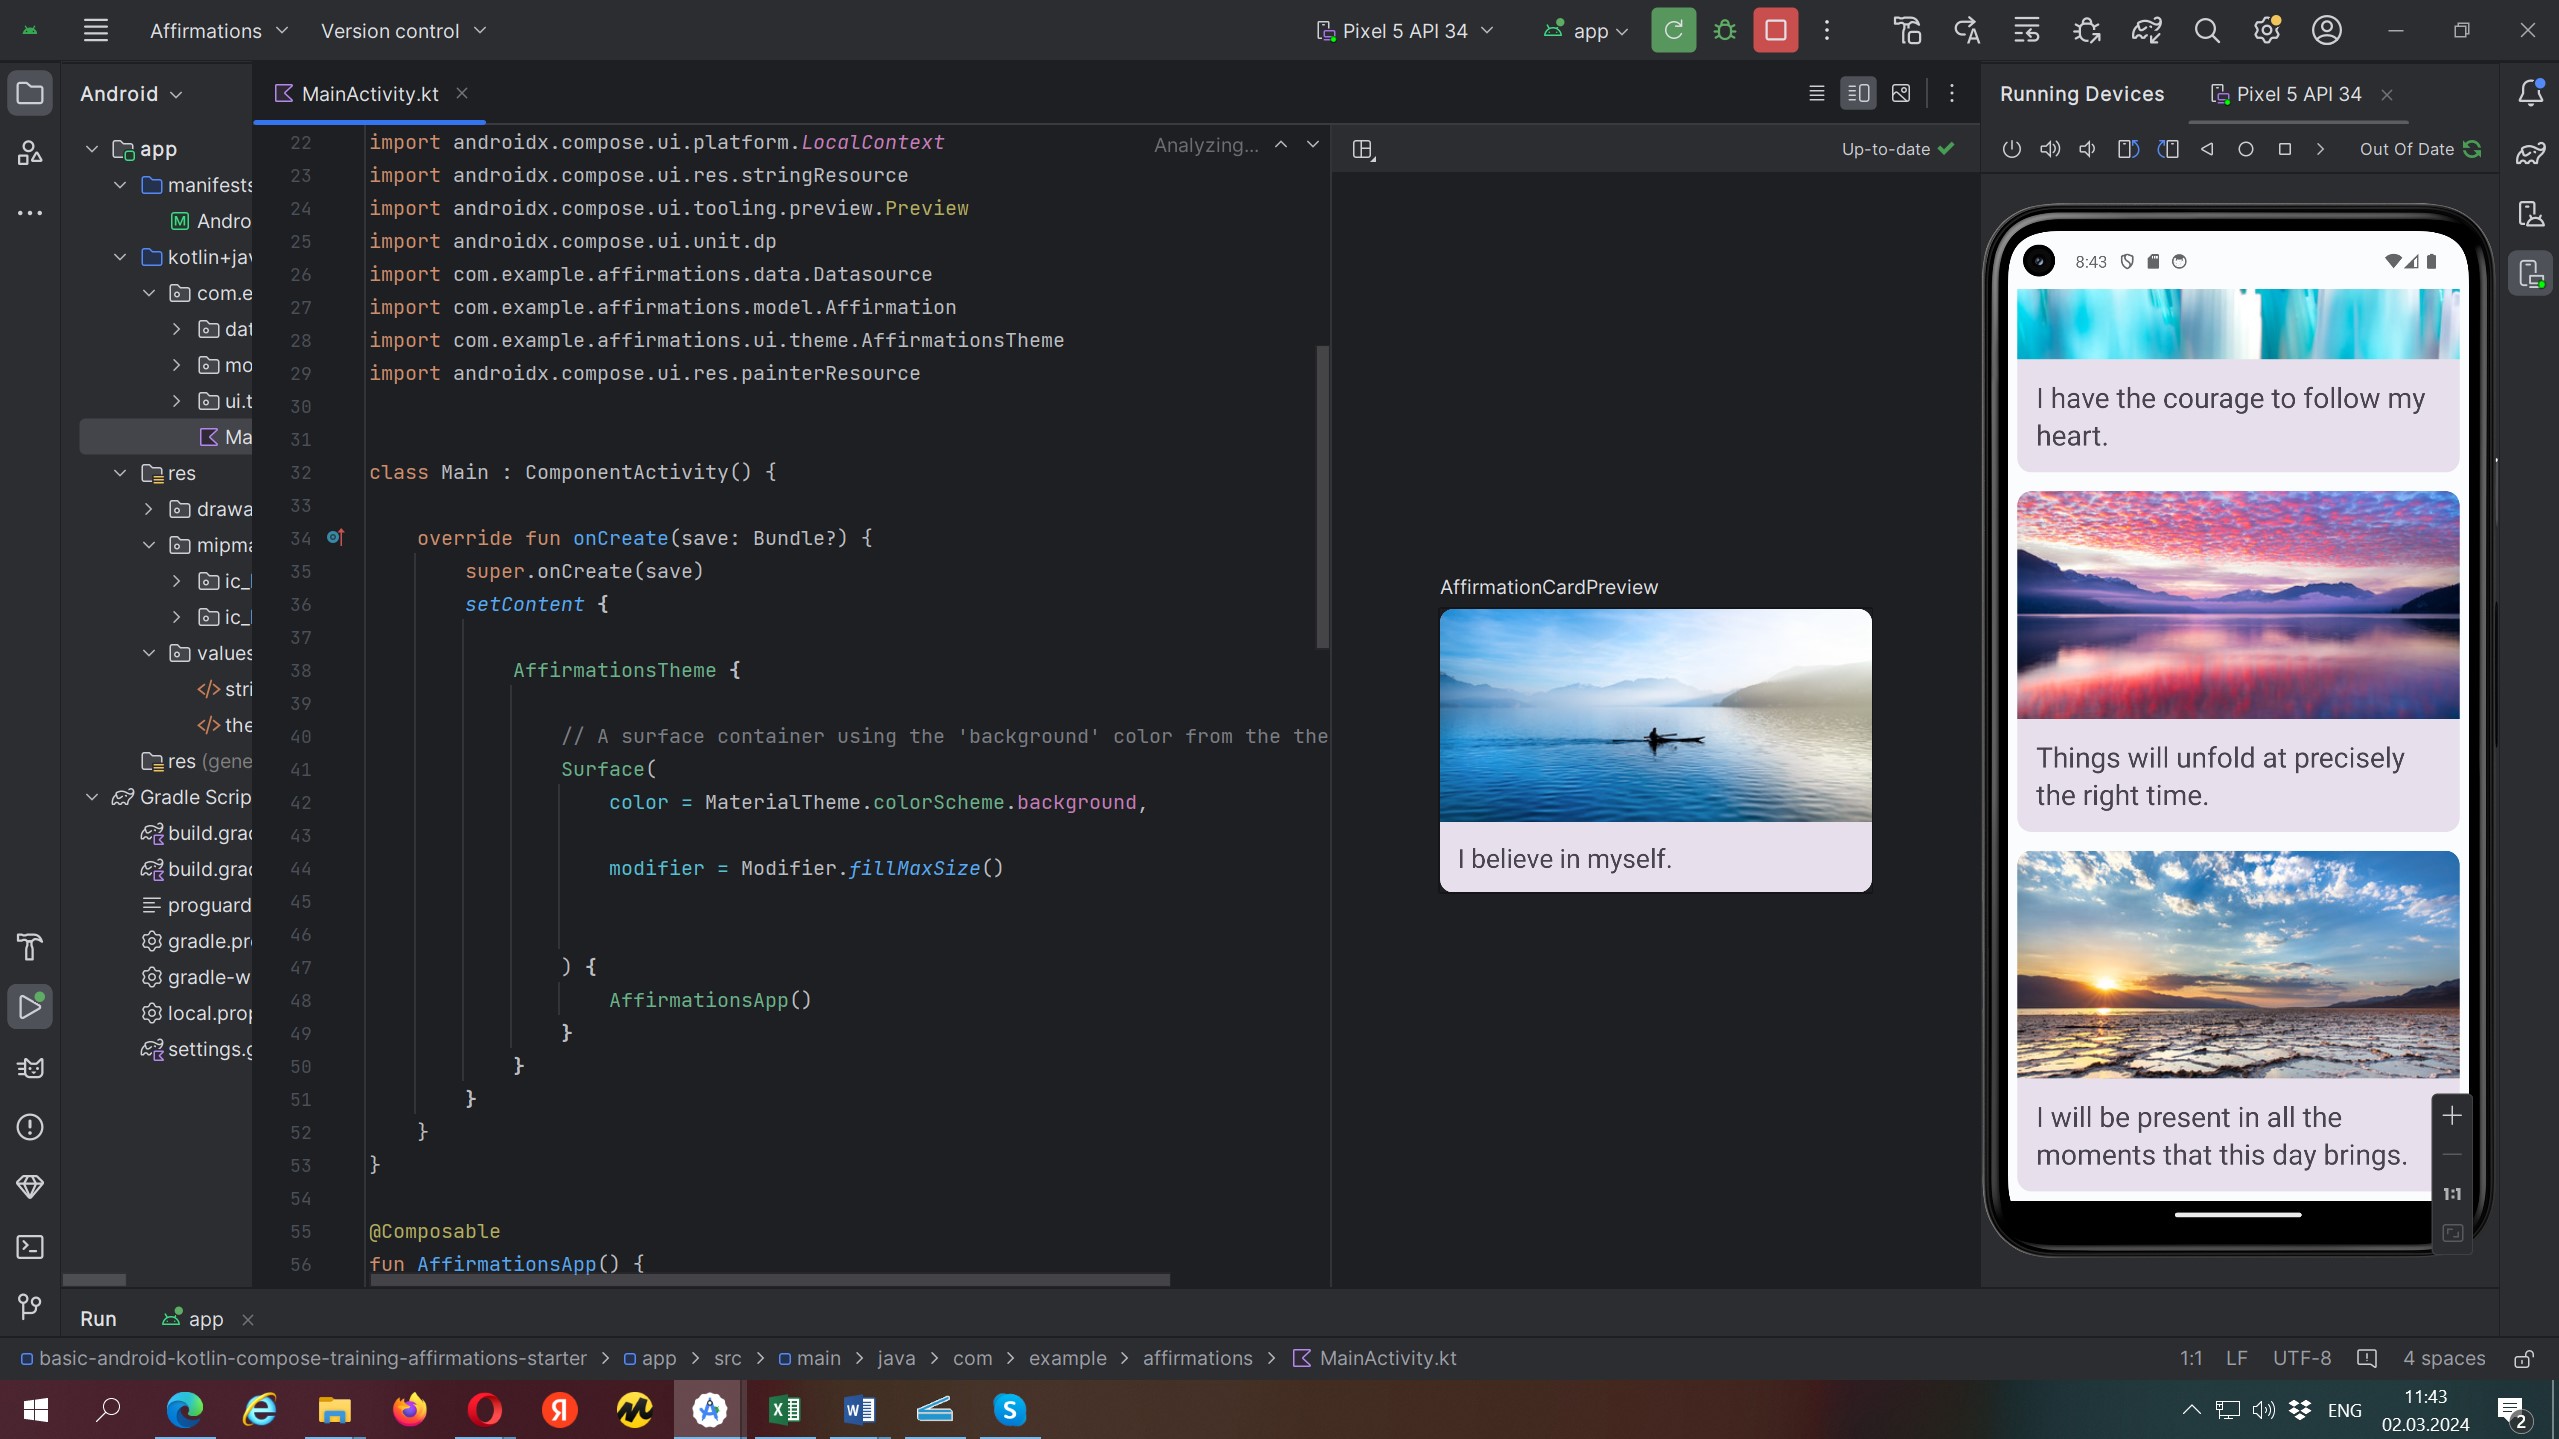 Affirmations
Version control
Pixel 5 API 34
app
Android
MainActivity.kt
Running Devices
Pixel 5 API 34
Analyzing...
Up-to-date
Out Of Date
app
manifests
Andro
kotlin+jav
com.e
dat
mo
ui.t
Ma
res
drawa
mipma
ic_l
ic_l
values
stri
the
res (gene
Gradle Scrip
build.grad
build.grad
proguard
gradle.pr
gradle-w
local.prop
settings.g
22 import androidx.compose.ui.platform.LocalContext
23 import androidx.compose.ui.res.stringResource
24 import androidx.compose.ui.tooling.preview.Preview
25 import androidx.compose.ui.unit.dp
26 import com.example.affirmations.data.Datasource
27 import com.example.affirmations.model.Affirmation
28 import com.example.affirmations.ui.theme.AffirmationsTheme
29 import androidx.compose.ui.res.painterResource
30
31
32 class Main : ComponentActivity() {
33
34 override fun onCreate(save: Bundle?) {
35 super.onCreate(save)
36 setContent {
37
38 AffirmationsTheme {
39
40 // A surface container using the 'background' color from the the
41 Surface(
42 color = MaterialTheme.colorScheme.background,
43
44 modifier = Modifier.fillMaxSize()
45
46
47 ) {
48 AffirmationsApp()
49 }
50 }
51 }
52 }
53 }
54
55 @Composable
56 fun AffirmationsApp() {
AffirmationCardPreview
I believe in myself.
8:43
I have the courage to follow my
heart.
Things will unfold at precisely
the right time.
I will be present in all the
moments that this day brings.
1:1
Run
app
basic-android-kotlin-compose-training-affirmations-starter > app > src > main > java > com > example > affirmations > MainActivity.kt
1:1 LF UTF-8 4 spaces
ENG
11:43
02.03.2024
2